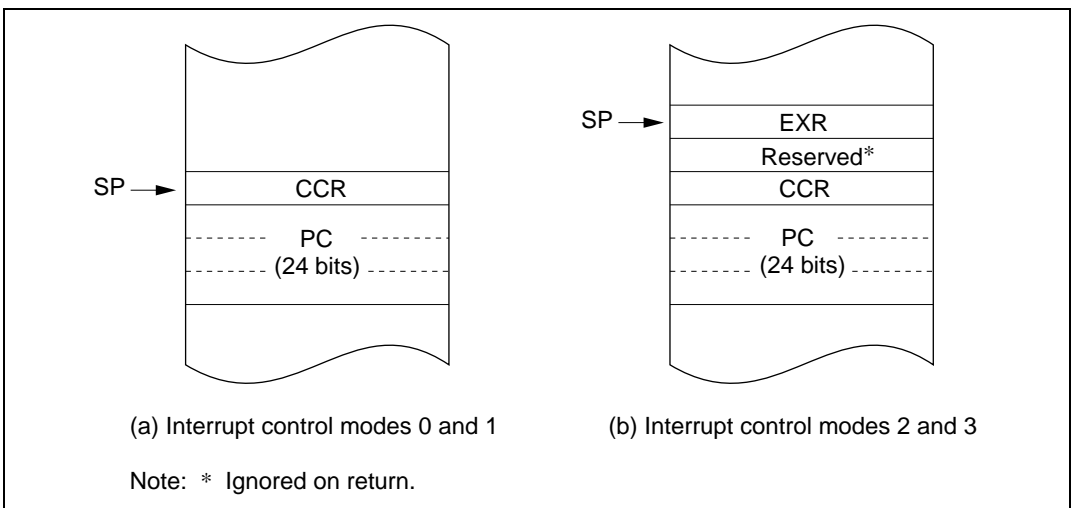 SP
CCR
PC
(24 bits)
SP
EXR
Reserved*
CCR
PC
(24 bits)
(a) Interrupt control modes 0 and 1
(b) Interrupt control modes 2 and 3
Note: * Ignored on return.